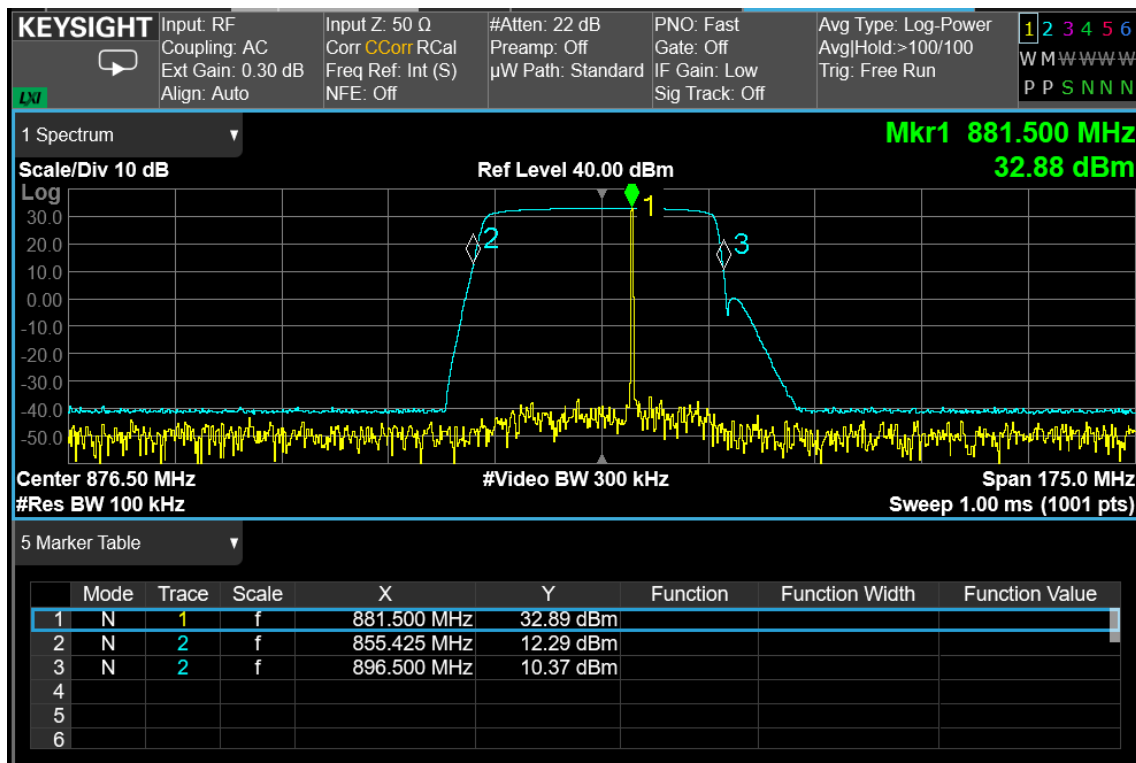 KEYSIGHT Input: RF Input Z: 50 Ω #Atten: 22 dB PNO: Fast Avg Type: Log-Power 1 2 3 4 5 6
Coupling: AC Corr CCorr RCal Preamp: Off Gate: Off Avg|Hold:>100/100 W M W W W W
Ext Gain: 0.30 dB Freq Ref: Int (S) µW Path: Standard IF Gain: Low Trig: Free Run
LXI Align: Auto NFE: Off Sig Track: Off P P S N N N
1 Spectrum Mkr1 881.500 MHz
Scale/Div 10 dB Ref Level 40.00 dBm 32.88 dBm
Log
1
30.0
20.0
2 3
10.0
0.00
-10.0
-20.0
-30.0
-40.0
-50.0
Center 876.50 MHz #Video BW 300 kHz Span 175.0 MHz
#Res BW 100 kHz Sweep 1.00 ms (1001 pts)
5 Marker Table
Mode Trace Scale X Y Function Function Width Function Value
1 N 1 f 881.500 MHz 32.89 dBm
2 N 2 f 855.425 MHz 12.29 dBm
3 N 2 f 896.500 MHz 10.37 dBm
4
5
6